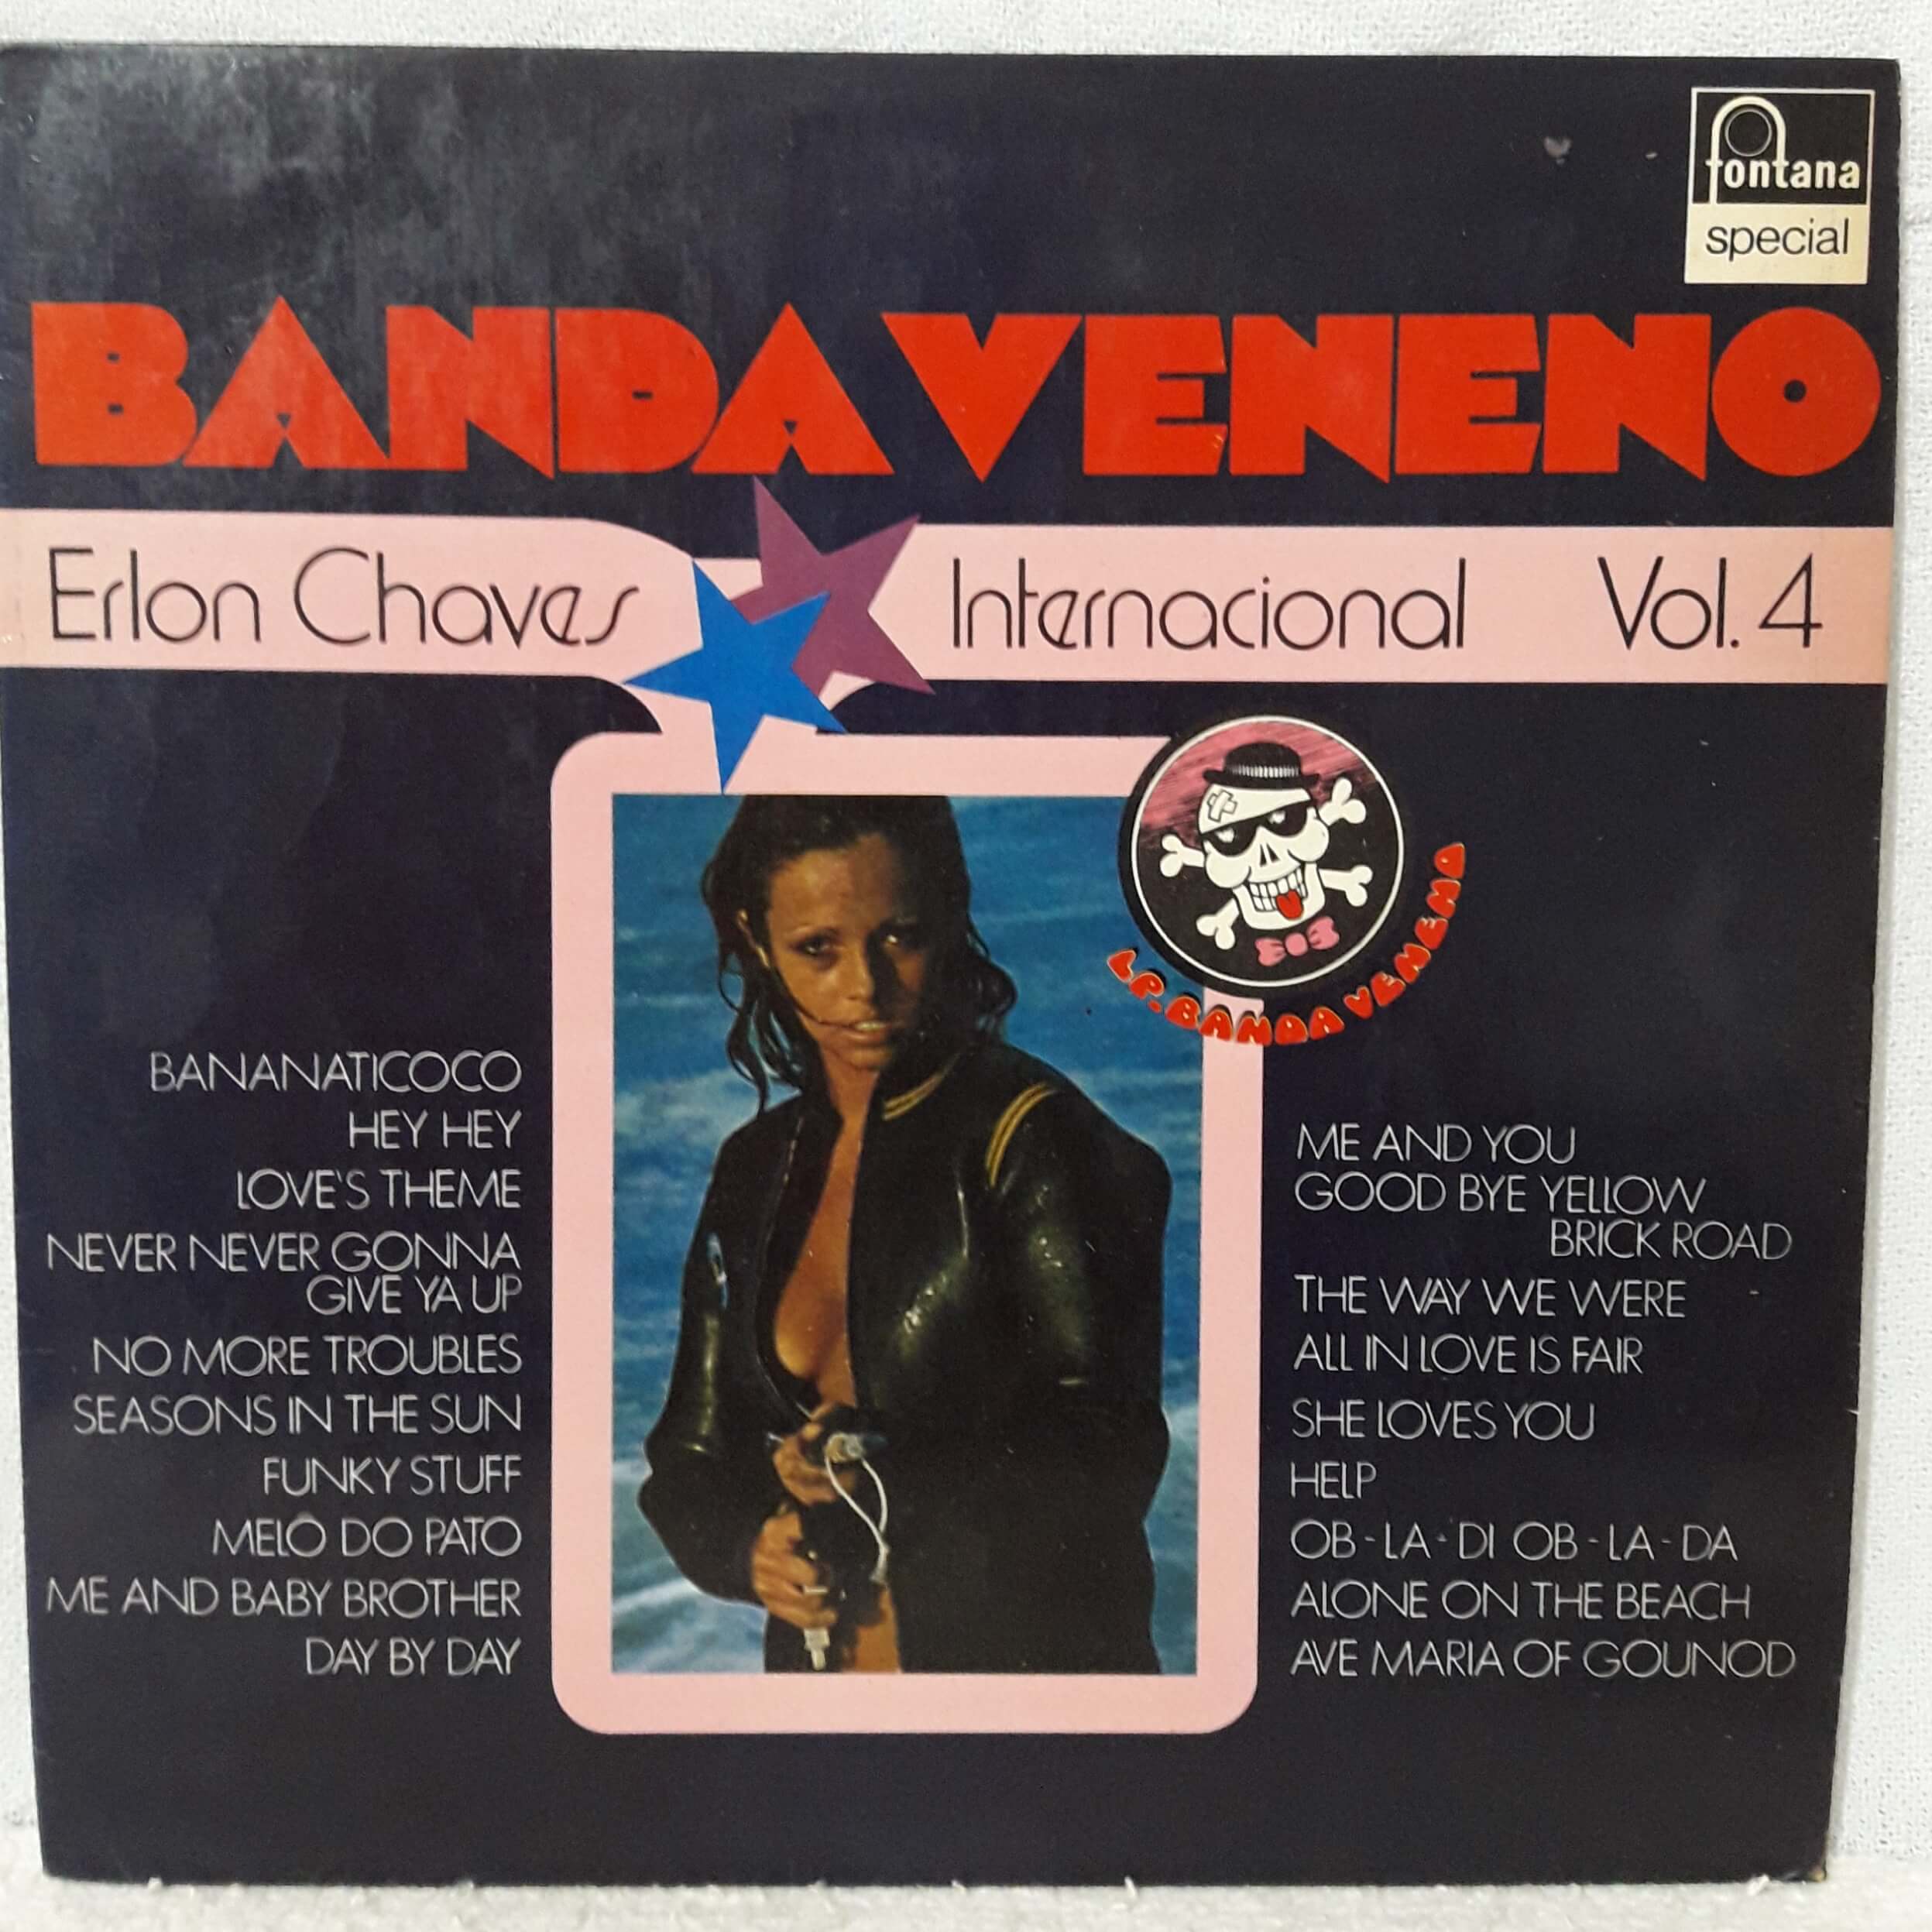 fontana
special
BANDA VENENO
Erlon Chaves Internacional Vol. 4
LP. BANDA VENENO
BANANATICOCO
HEY HEY
LOVE'S THEME
NEVER NEVER GONNA
GIVE YA UP
NO MORE TROUBLES
SEASONS IN THE SUN
FUNKY STUFF
MELÔ DO PATO
ME AND BABY BROTHER
DAY BY DAY
ME AND YOU
GOOD BYE YELLOW
BRICK ROAD
THE WAY WE WERE
ALL IN LOVE IS FAIR
SHE LOVES YOU
HELP
OB-LA-DI OB-LA-DA
ALONE ON THE BEACH
AVE MARIA OF GOUNOD